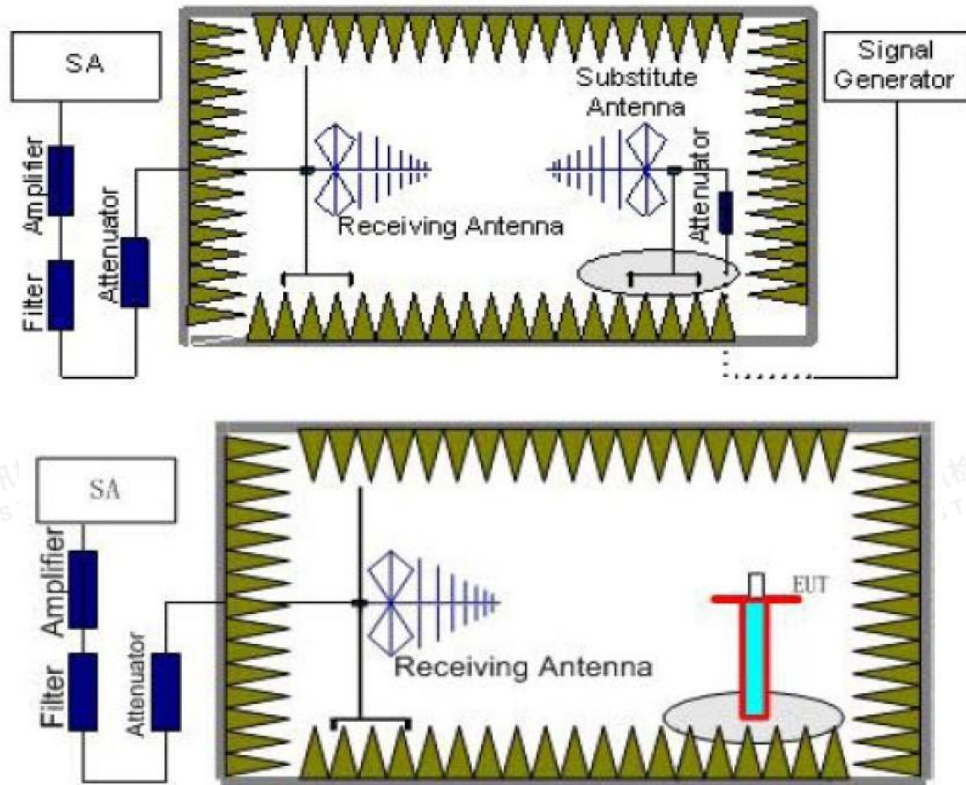 SA
Signal
Generator
Substitute
Antenna
Amplifier
Attenuator
Filter
Receiving Antenna
Attenuator
SA
Amplifier
Filter
Attenuator
Receiving Antenna
EUT